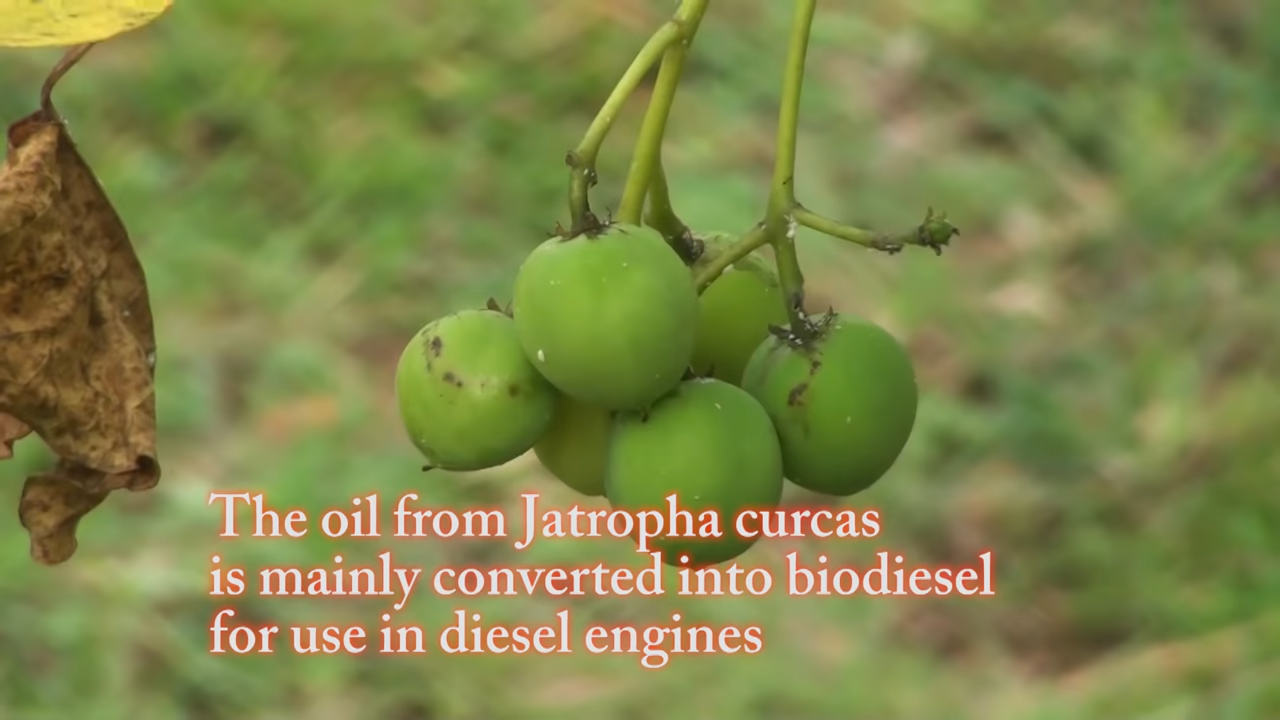 The oil from Jatropha curcas
is mainly converted into biodiesel
for use in diesel engines